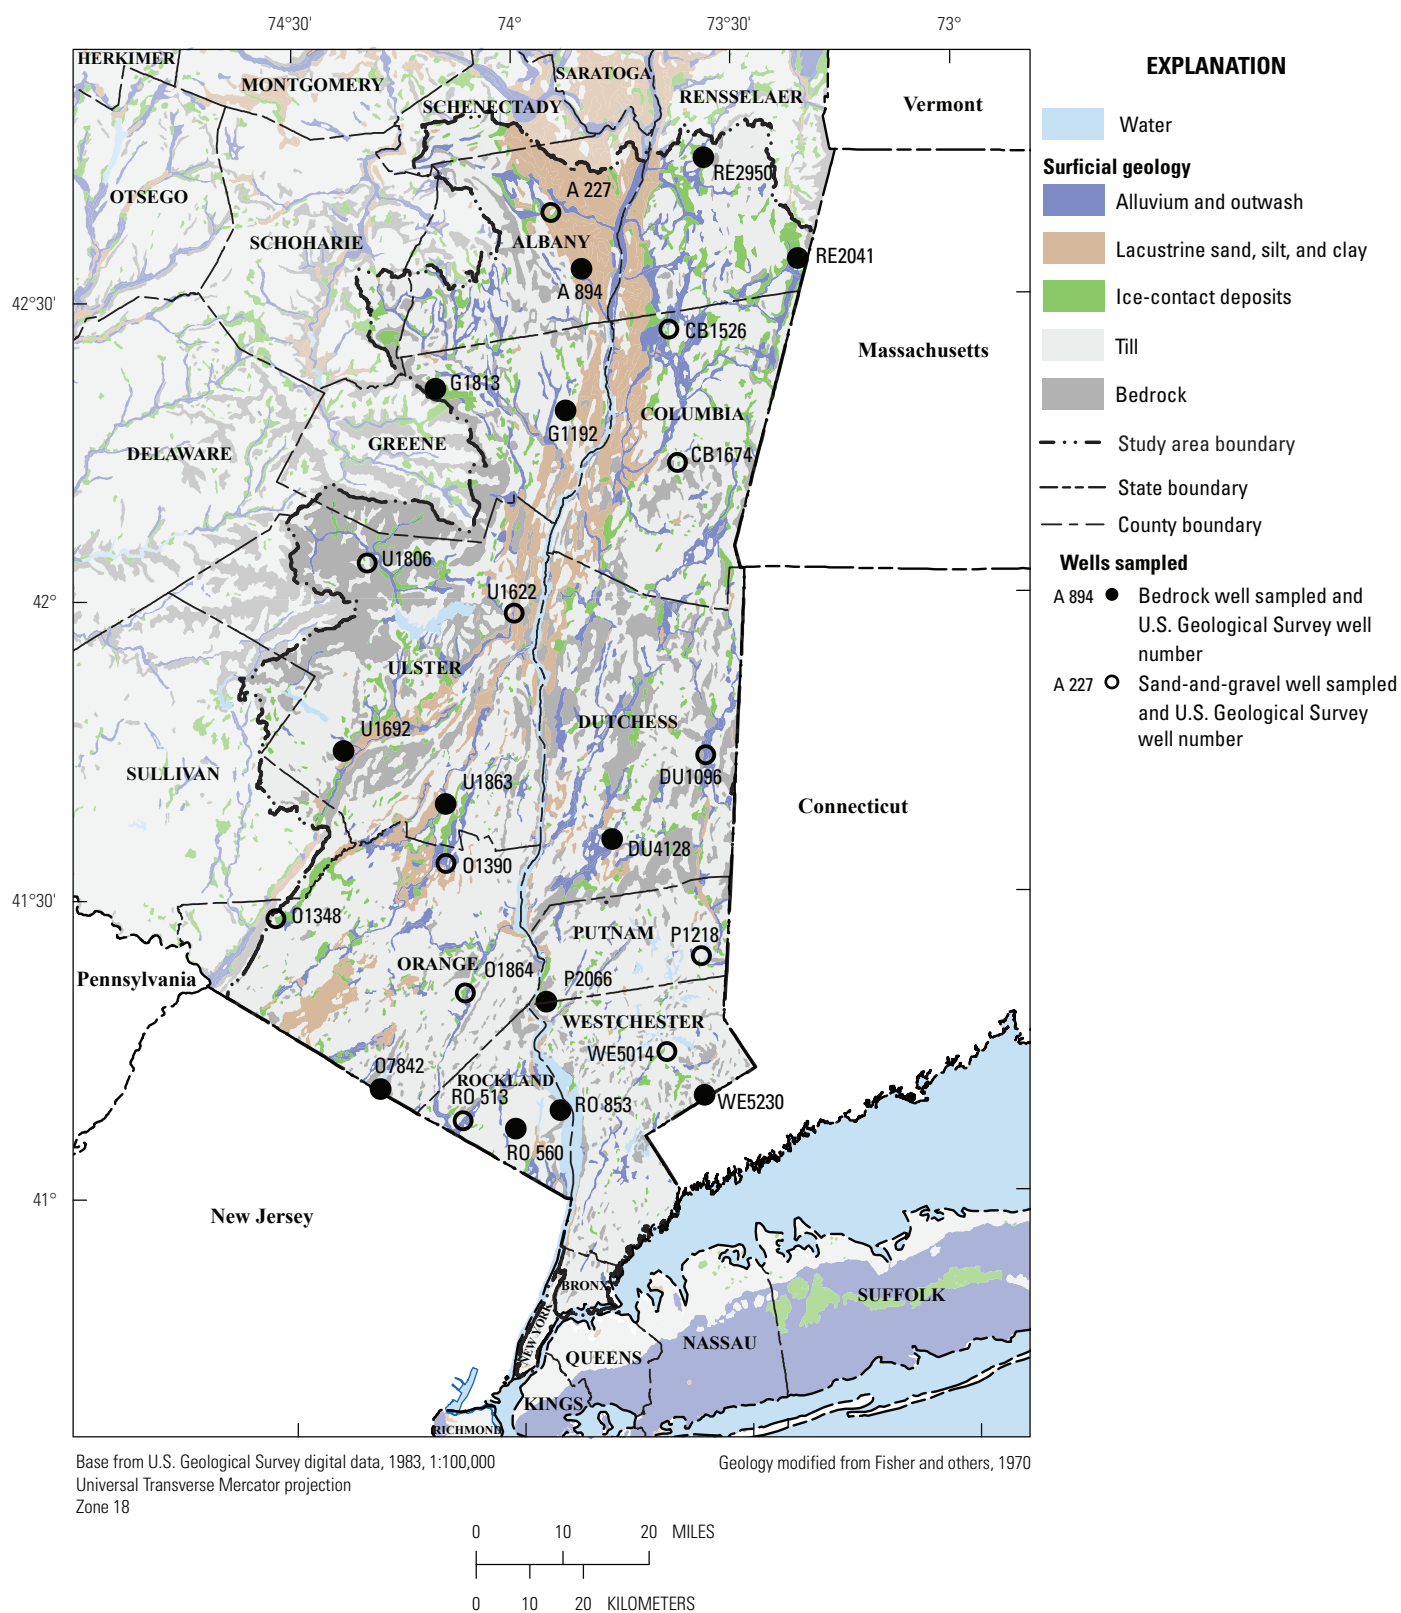 74°30'
74°
73°30'
73°
HERKIMER
MONTGOMERY
SARATOGA
SCHENECTADY
RENSSELAER
Vermont
RE2950
OTSEGO
A 227
SCHOHARIE
ALBANY
RE2041
A 894
42°30'
CB1526
Massachusetts
G1813
COLUMBIA
G1192
GREENE
DELAWARE
CB1674
U1806
U1622
42°
ULSTER
DUTCHESS
U1692
SULLIVAN
DU1096
U1863
Connecticut
DU4128
O1390
41°30'
O1348
PUTNAM
P1218
ORANGE
O1864
Pennsylvania
P2066
WESTCHESTER
WE5014
O7842
ROCKLAND
RO 513
RO 853
WE5230
RO 560
41°
New Jersey
BRONX
SUFFOLK
NEW YORK
NASSAU
QUEENS
KINGS
RICHMOND
EXPLANATION
Water
Surficial geology
Alluvium and outwash
Lacustrine sand, silt, and clay
Ice-contact deposits
Till
Bedrock
Study area boundary
State boundary
County boundary
Wells sampled
A 894 Bedrock well sampled and
U.S. Geological Survey well
number
A 227 Sand-and-gravel well sampled
and U.S. Geological Survey
well number
Base from U.S. Geological Survey digital data, 1983, 1:100,000
Universal Transverse Mercator projection
Zone 18
Geology modified from Fisher and others, 1970
0 10 20 MILES
0 10 20 KILOMETERS